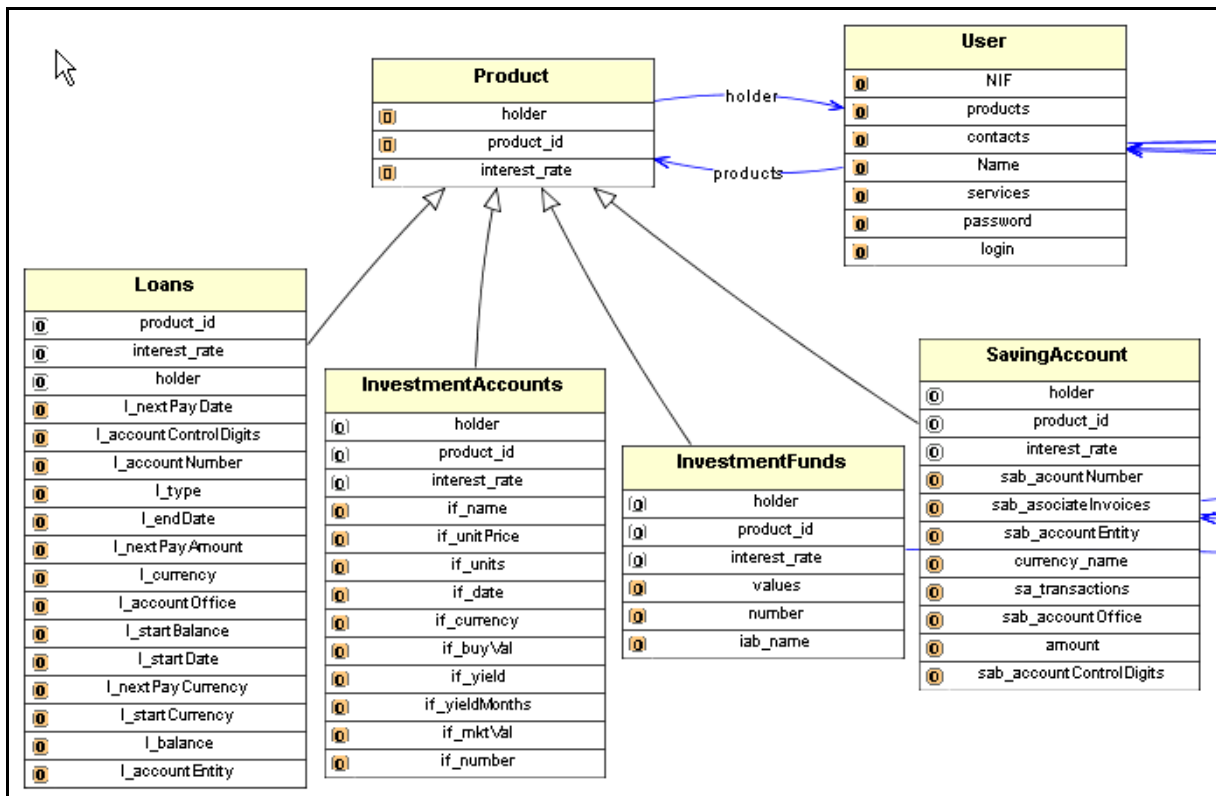 Product
holder
product_id
interest_rate
holder
products
User
NIF
products
contacts
Name
services
password
login
Loans
product_id
interest_rate
holder
l_nextPayDate
l_accountControlDigits
l_accountNumber
l_type
l_endDate
l_nextPayAmount
l_currency
l_accountOffice
l_startBalance
l_startDate
l_nextPayCurrency
l_startCurrency
l_balance
l_accountEntity
InvestmentAccounts
holder
product_id
interest_rate
if_name
if_unitPrice
if_units
if_date
if_currency
if_buyVal
if_yield
if_yieldMonths
if_mktVal
if_number
InvestmentFunds
holder
product_id
interest_rate
values
number
iab_name
SavingAccount
holder
product_id
interest_rate
sab_acountNumber
sab_asociateInvoices
sab_accountEntity
currency_name
sa_transactions
sab_accountOffice
amount
sab_accountControlDigits